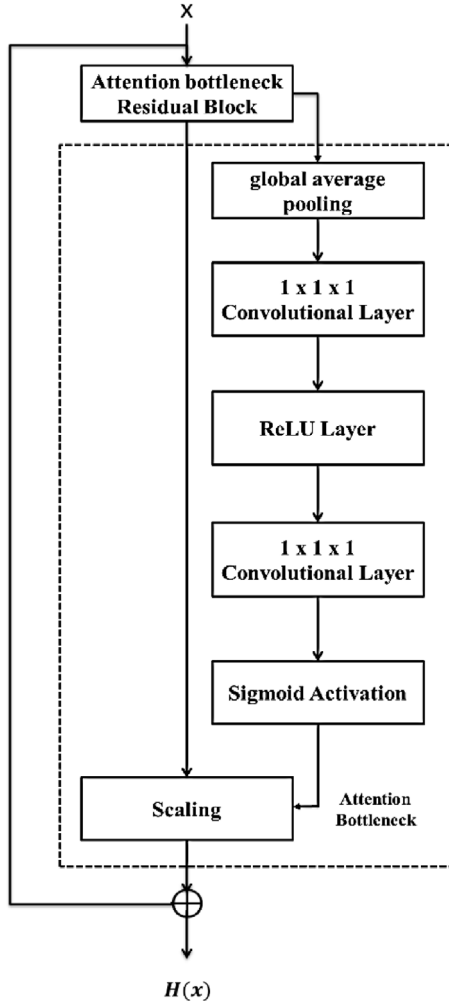 X
Attention bottleneck
Residual Block
global average
pooling
1 x 1 x 1
Convolutional Layer
ReLU Layer
1 x 1 x 1
Convolutional Layer
Sigmoid Activation
Scaling
Attention
Bottleneck
H(x)